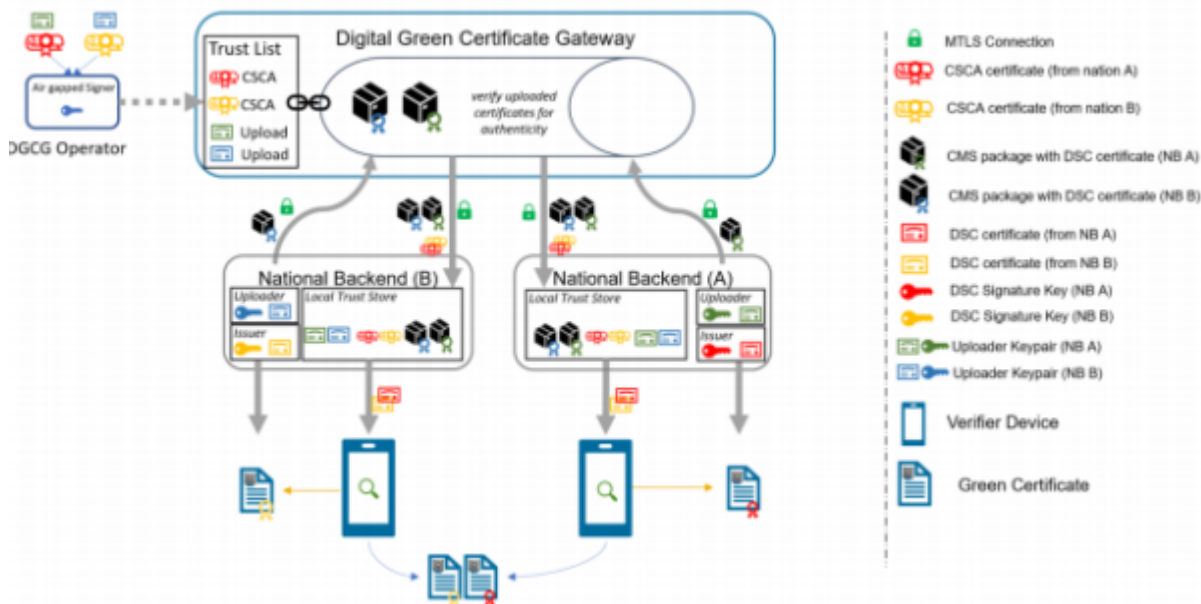 Digital Green Certificate Gateway
Trust List
CSCA
CSCA
Upload
Upload
verify uploaded
certificates for
authenticity
Air gapped Signer
DGCG Operator
National Backend (B)
Uploader
Issuer
Local Trust Store
National Backend (A)
Local Trust Store
Uploader
Issuer
MTLS Connection
CSCA certificate (from nation A)
CSCA certificate (from nation B)
CMS package with DSC certificate (NB A)
CMS package with DSC certificate (NB B)
DSC certificate (from NB A)
DSC certificate (from NB B)
DSC Signature Key (NB A)
DSC Signature Key (NB B)
Uploader Keypair (NB A)
Uploader Keypair (NB B)
Verifier Device
Green Certificate